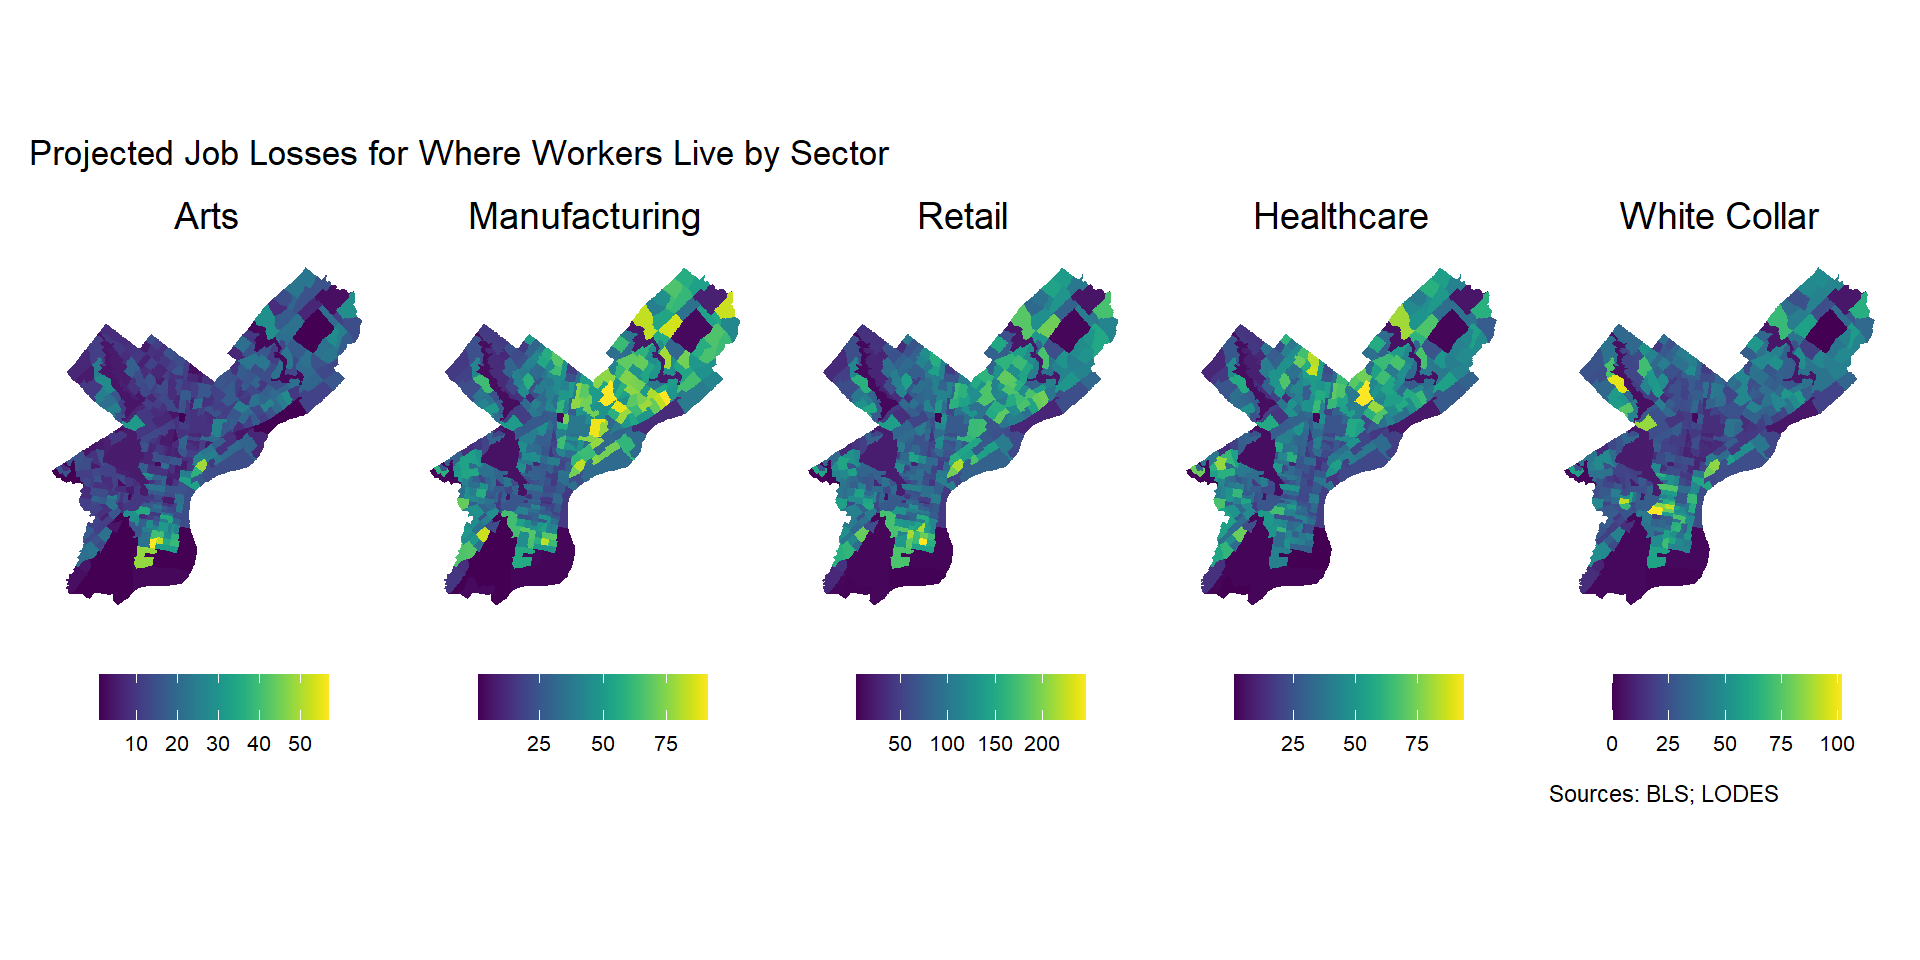 Projected Job Losses for Where Workers Live by Sector
Arts
Manufacturing
Retail
Healthcare
White Collar
10 20 30 40 50
25 50 75
50 100 150 200
25 50 75
0 25 50 75 100
Sources: BLS; LODES